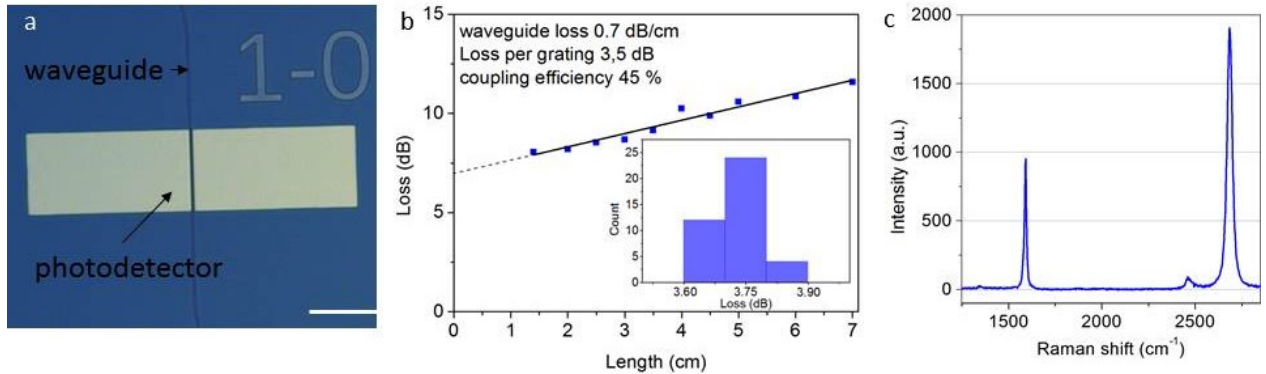 a
waveguide
1-0
photodetector
b
waveguide loss 0.7 dB/cm
Loss per grating 3,5 dB
coupling efficiency 45 %
Loss (dB)
15
10
5
0
0 1 2 3 4 5 6 7
Length (cm)
Count
25
20
15
10
5
0
3.60 3.75 3.90
Loss (dB)
c
Intensity (a.u.)
2000
1500
1000
500
0
1500 2000 2500
Raman shift (cm⁻¹)